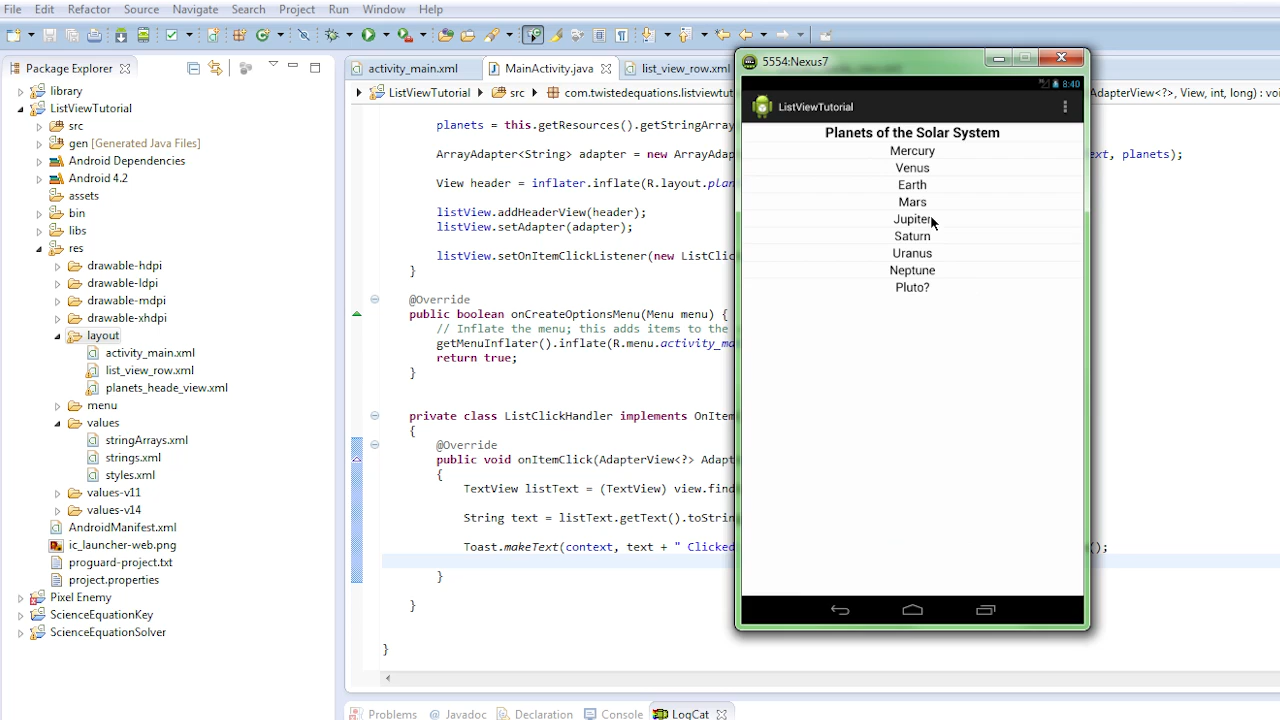 File Edit Refactor Source Navigate Search Project Run Window Help
Package Explorer
library
ListViewTutorial
src
gen [Generated Java Files]
Android Dependencies
Android 4.2
assets
bin
libs
res
drawable-hdpi
drawable-ldpi
drawable-mdpi
drawable-xhdpi
layout
activity_main.xml
list_view_row.xml
planets_heade_view.xml
menu
values
stringArrays.xml
strings.xml
styles.xml
values-v11
values-v14
AndroidManifest.xml
ic_launcher-web.png
proguard-project.txt
project.properties
Pixel Enemy
ScienceEquationKey
ScienceEquationSolver
activity_main.xml MainActivity.java list_view_row.xml
ListViewTutorial src com.twistedequations.listviewtut AdapterView<?>, View, int, long) : void
planets = this.getResources().getStringArray
ArrayAdapter<String> adapter = new ArrayAdap ext, planets);
View header = inflater.inflate(R.layout.plan
listView.addHeaderView(header);
listView.setAdapter(adapter);
listView.setOnItemClickListener(new ListClic
}
@Override
public boolean onCreateOptionsMenu(Menu menu) {
// Inflate the menu; this adds items to the
getMenuInflater().inflate(R.menu.activity_ma
return true;
}
private class ListClickHandler implements OnItem
{
@Override
public void onItemClick(AdapterView<?> Adapt
{
TextView listText = (TextView) view.find
String text = listText.getText().toStrin
Toast.makeText(context, text + " Clicked ();
}
}
}
5554:Nexus7
8:40
ListViewTutorial
Planets of the Solar System
Mercury
Venus
Earth
Mars
Jupiter
Saturn
Uranus
Neptune
Pluto?
Problems @ Javadoc Declaration Console LogCat